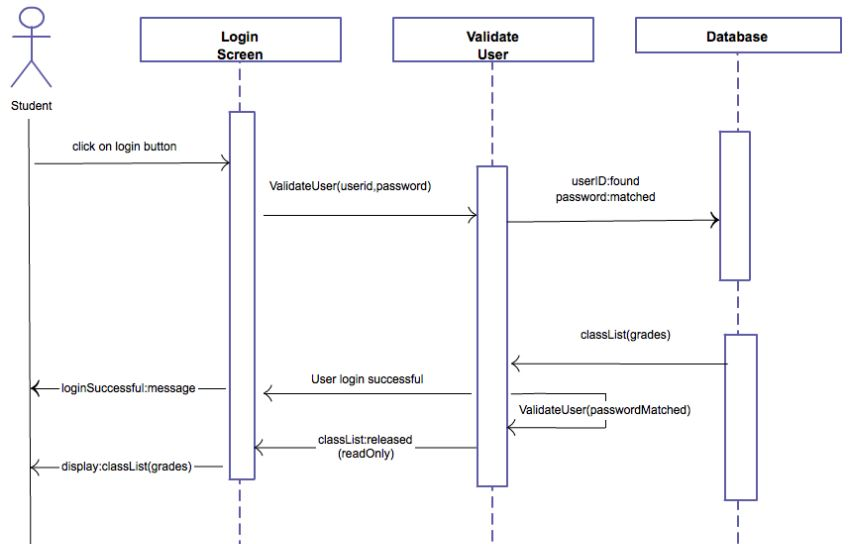 Login
Screen
Validate
User
Database
Student
click on login button
ValidateUser(userid,password)
userID:found
password:matched
classList(grades)
User login successful
loginSuccessful:message
ValidateUser(passwordMatched)
classList:released
(readOnly)
display:classList(grades)